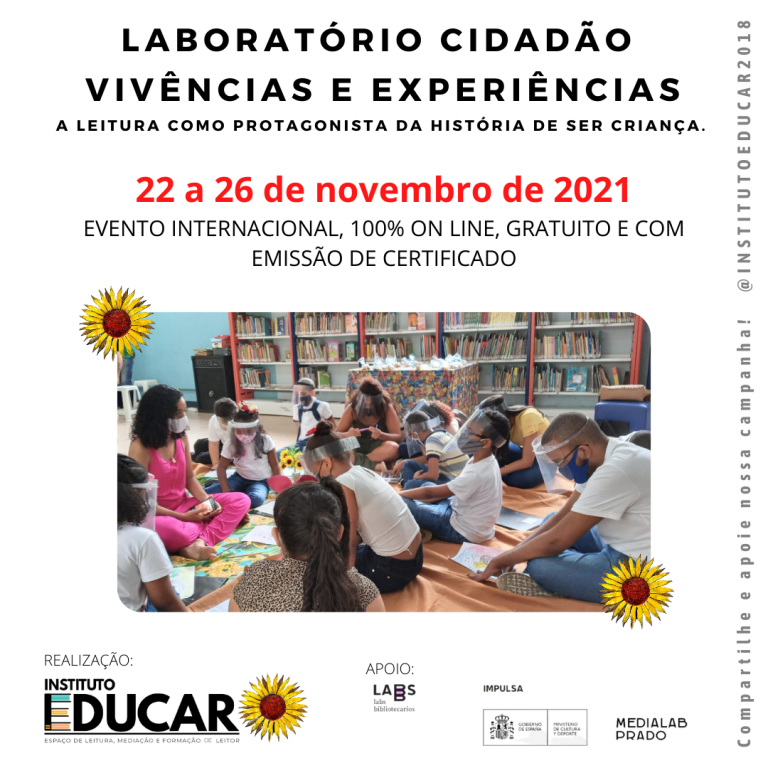 LABORATÓRIO CIDADÃO
VIVÊNCIAS E EXPERIÊNCIAS
A LEITURA COMO PROTAGONISTA DA HISTÓRIA DE SER CRIANÇA.
22 a 26 de novembro de 2021
EVENTO INTERNACIONAL, 100% ON LINE, GRATUITO E COM
EMISSÃO DE CERTIFICADO
REALIZAÇÃO:
INSTITUTO
EDUCAR
ESPAÇO DE LEITURA, MEDIAÇÃO E FORMAÇÃO DE LEITOR
APOIO:
LABBS
labs
bibliotecarios
IMPULSA
GOBIERNO
DE ESPAÑA
MINISTERIO
DE CULTURA
Y DEPORTE
MEDIALAB
PRADO
Compartilhe e apoie nossa campanha! @INSTITUTOEDUCAR2018